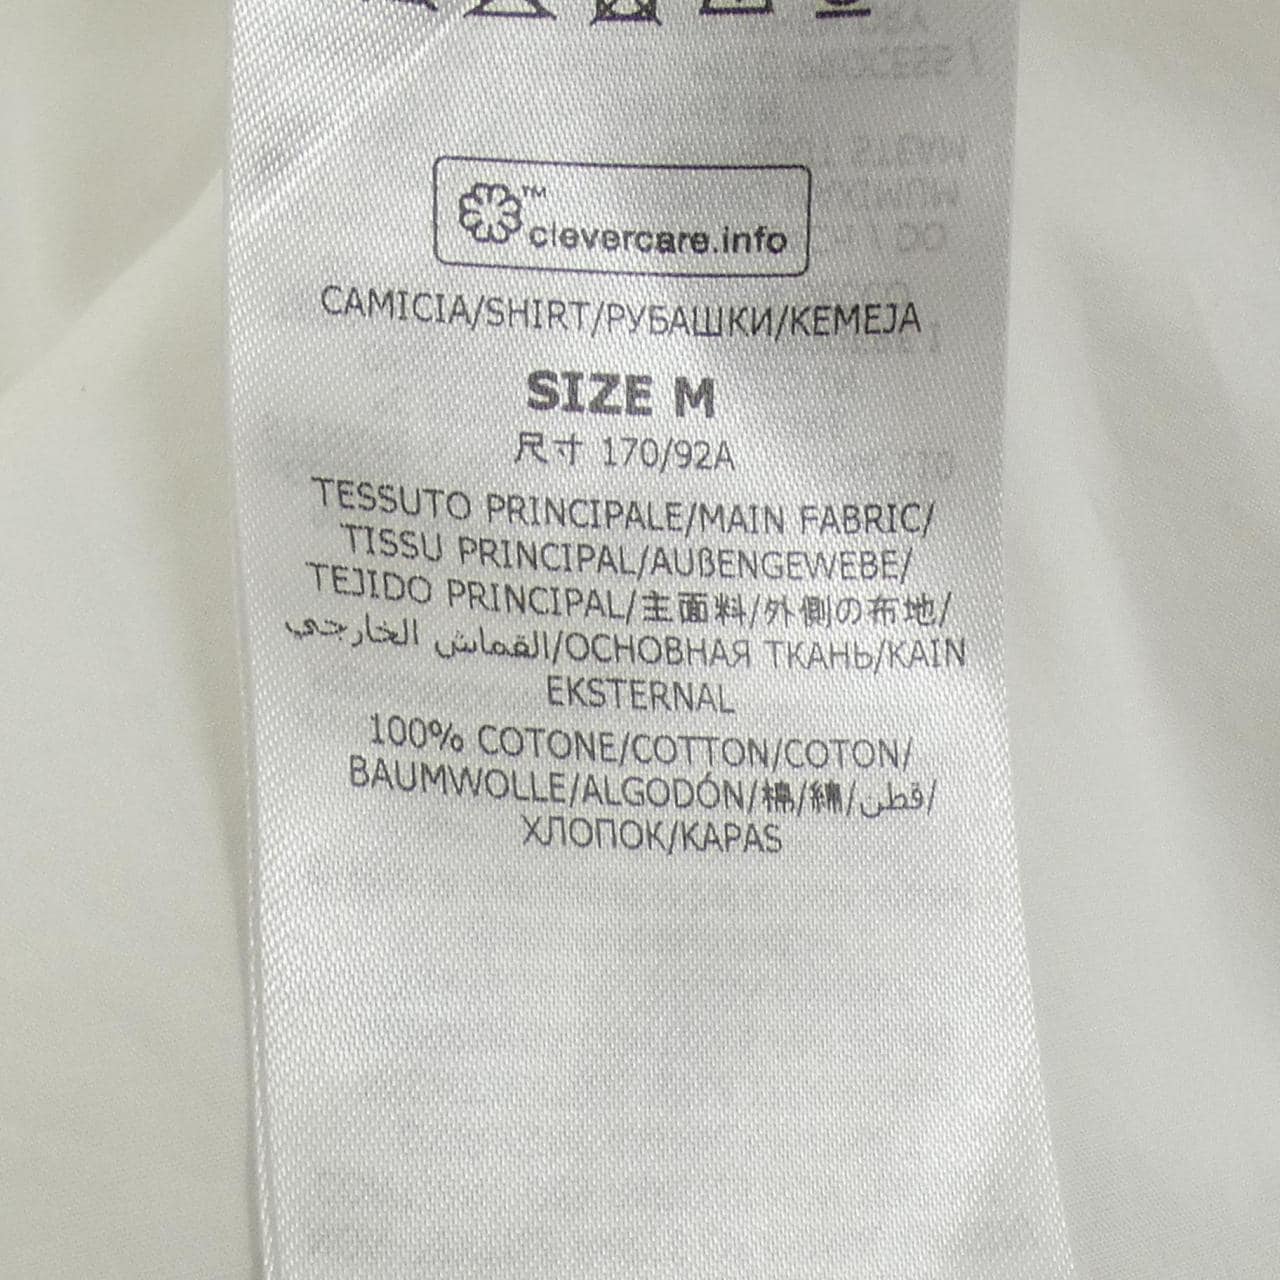 ™
clevercare.info
CAMICIA/SHIRT/РУБАШКИ/KEMEJA
SIZE M
尺寸 170/92A
TESSUTO PRINCIPALE/MAIN FABRIC/
TISSU PRINCIPAL/AUßENGEWEBE/
TEJIDO PRINCIPAL/主面料/外側の布地/
القماش الخارجي/ОСНОВНАЯ ТКАНЬ/KAIN
EKSTERNAL
100% COTONE/COTTON/COTON/
BAUMWOLLE/ALGODÓN/棉/綿/قطن/
ХЛОПОК/KAPAS